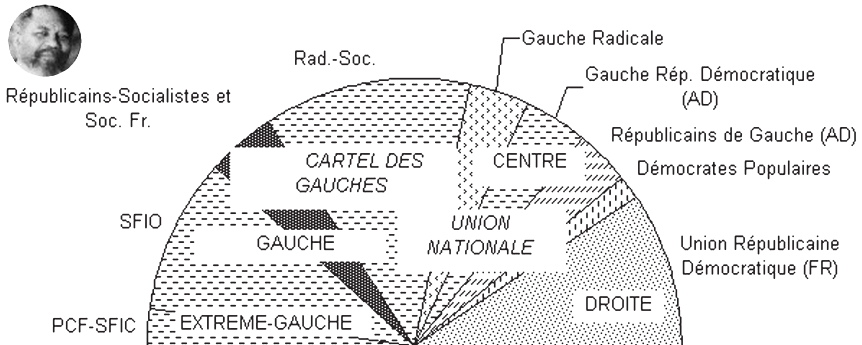 Gauche Radicale
Rad.-Soc.
Gauche Rép. Démocratique
(AD)
Républicains-Socialistes et
Soc. Fr.
Républicains de Gauche (AD)
CARTEL DES
GAUCHES
CENTRE
Démocrates Populaires
SFIO
GAUCHE
UNION
NATIONALE
Union Républicaine
Démocratique (FR)
DROITE
PCF-SFIC
EXTREME-GAUCHE